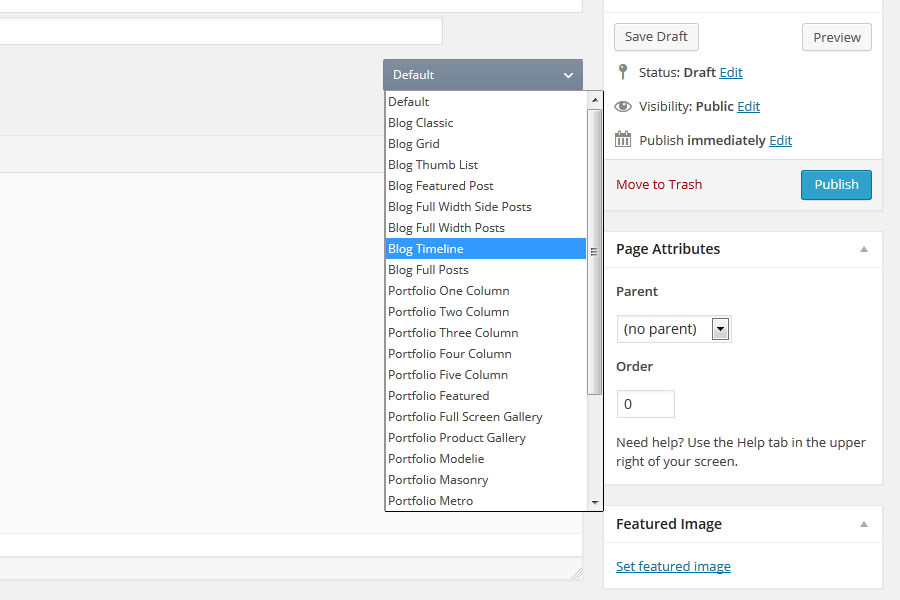 Default
Default
Blog Classic
Blog Grid
Blog Thumb List
Blog Featured Post
Blog Full Width Side Posts
Blog Full Width Posts
Blog Timeline
Blog Full Posts
Portfolio One Column
Portfolio Two Column
Portfolio Three Column
Portfolio Four Column
Portfolio Five Column
Portfolio Featured
Portfolio Full Screen Gallery
Portfolio Product Gallery
Portfolio Modelie
Portfolio Masonry
Portfolio Metro
Save Draft Preview
Status: Draft Edit
Visibility: Public Edit
Publish immediately Edit
Move to Trash Publish
Page Attributes
Parent
(no parent)
Order
0
Need help? Use the Help tab in the upper
right of your screen.
Featured Image
Set featured image